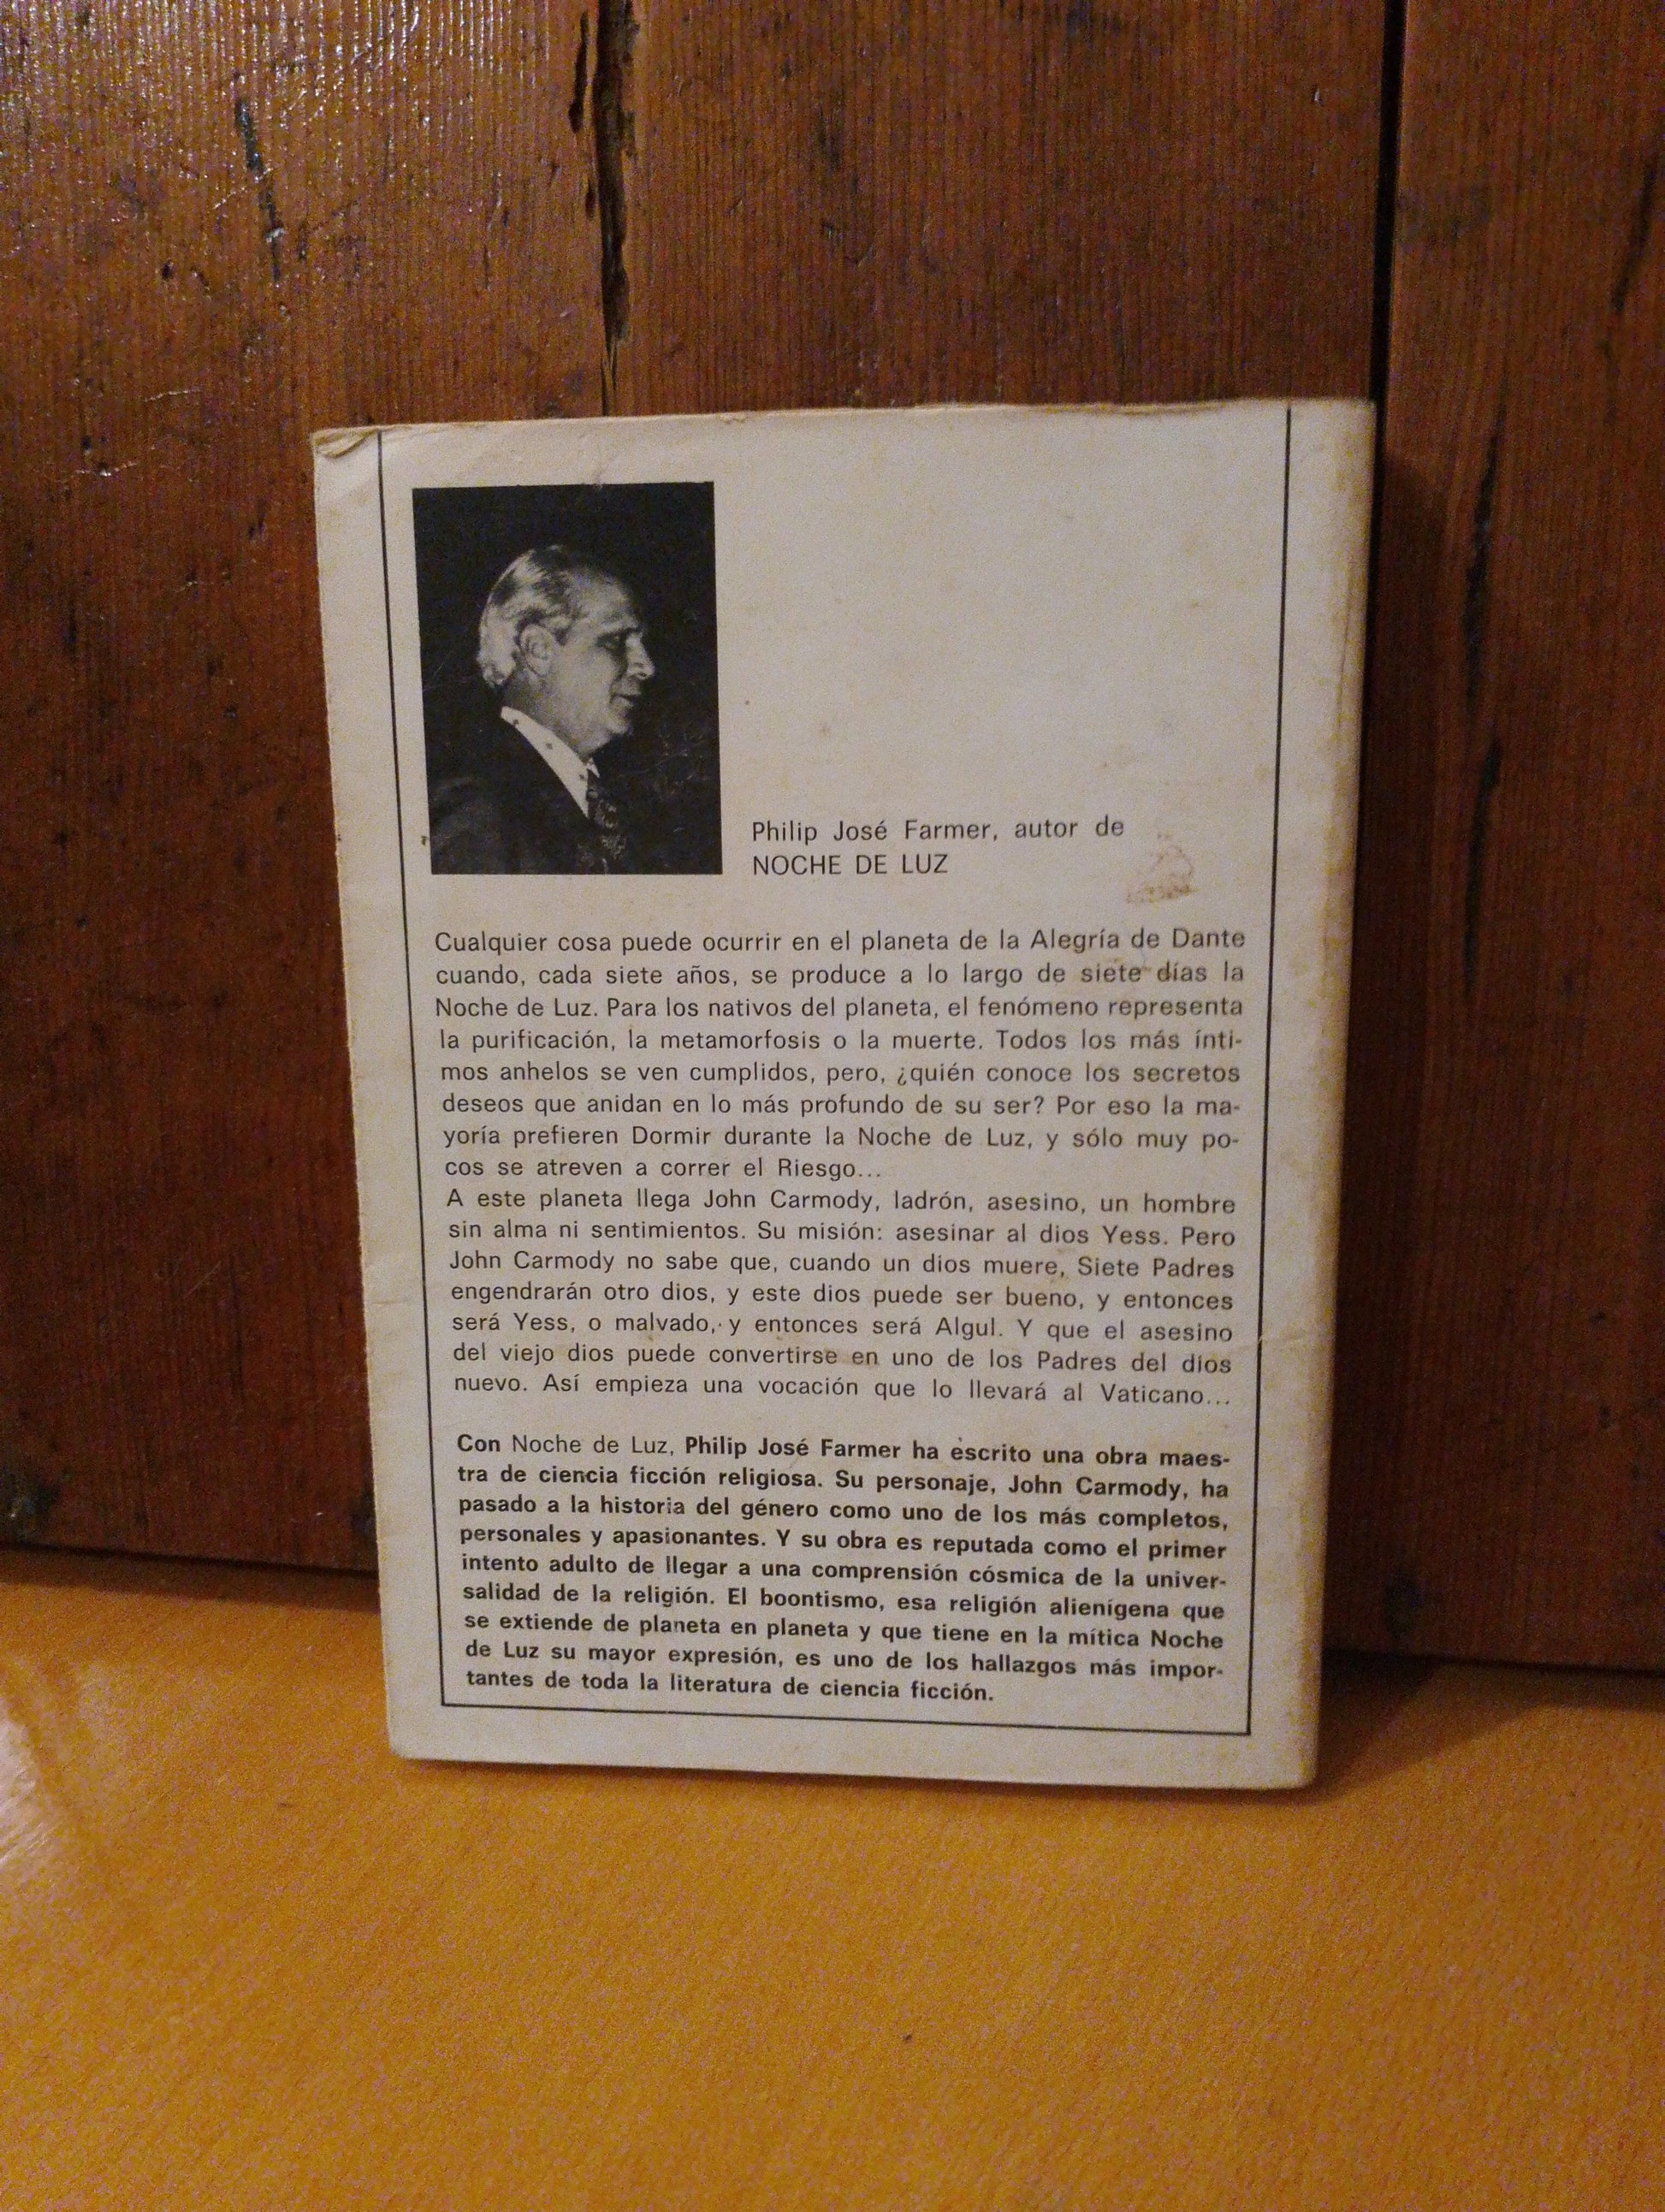 Philip José Farmer, autor de
NOCHE DE LUZ
Cualquier cosa puede ocurrir en el planeta de la Alegría de Dante
cuando, cada siete años, se produce a lo largo de siete días la
Noche de Luz. Para los nativos del planeta, el fenómeno representa
la purificación, la metamorfosis o la muerte. Todos los más ínti-
mos anhelos se ven cumplidos, pero, ¿quién conoce los secretos
deseos que anidan en lo más profundo de su ser? Por eso la ma-
yoría prefieren Dormir durante la Noche de Luz, y sólo muy po-
cos se atreven a correr el Riesgo...
A este planeta llega John Carmody, ladrón, asesino, un hombre
sin alma ni sentimientos. Su misión: asesinar al dios Yess. Pero
John Carmody no sabe que, cuando un dios muere, Siete Padres
engendrarán otro dios, y este dios puede ser bueno, y entonces
será Yess, o malvado, y entonces será Algul. Y que el asesino
del viejo dios puede convertirse en uno de los Padres del dios
nuevo. Así empieza una vocación que lo llevará al Vaticano...
Con Noche de Luz, Philip José Farmer ha escrito una obra maes-
tra de ciencia ficción religiosa. Su personaje, John Carmody, ha
pasado a la historia del género como uno de los más completos,
personales y apasionantes. Y su obra es reputada como el primer
intento adulto de llegar a una comprensión cósmica de la univer-
salidad de la religión. El boontismo, esa religión alienígena que
se extiende de planeta en planeta y que tiene en la mítica Noche
de Luz su mayor expresión, es uno de los hallazgos más impor-
tantes de toda la literatura de ciencia ficción.